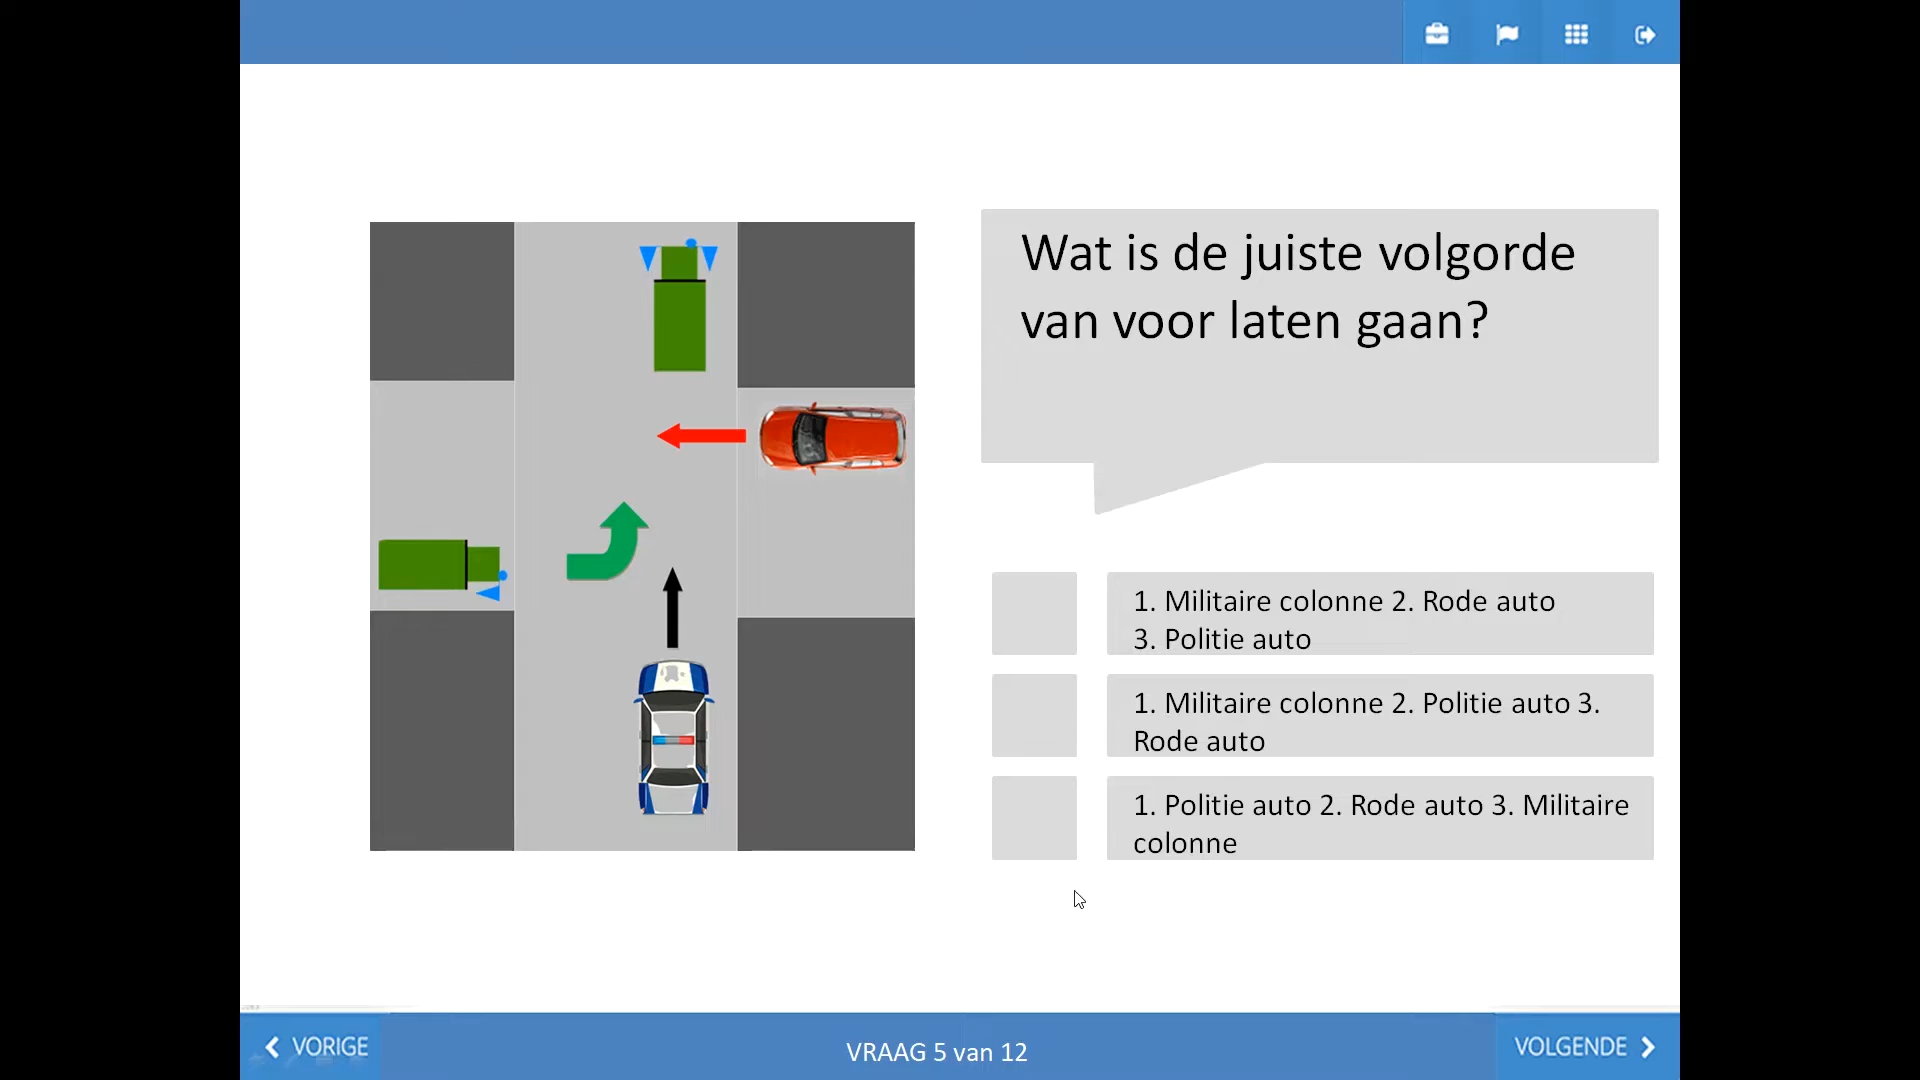 Wat is de juiste volgorde
van voor laten gaan?
1. Militaire colonne 2. Rode auto
3. Politie auto
1. Militaire colonne 2. Politie auto 3.
Rode auto
1. Politie auto 2. Rode auto 3. Militaire
colonne
VORIGE
VRAAG 5 van 12
VOLGENDE